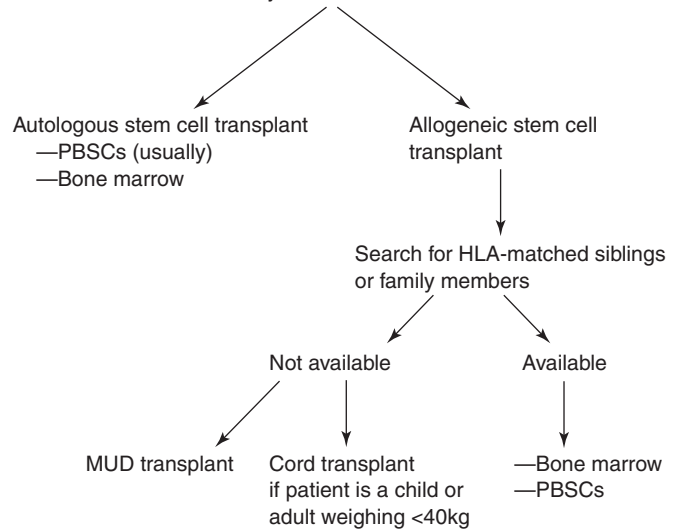 Autologous stem cell transplant
—PBSCs (usually)
—Bone marrow
Allogeneic stem cell
transplant
Search for HLA-matched siblings
or family members
Not available
Available
MUD transplant
Cord transplant
if patient is a child or
adult weighing <40kg
—Bone marrow
—PBSCs